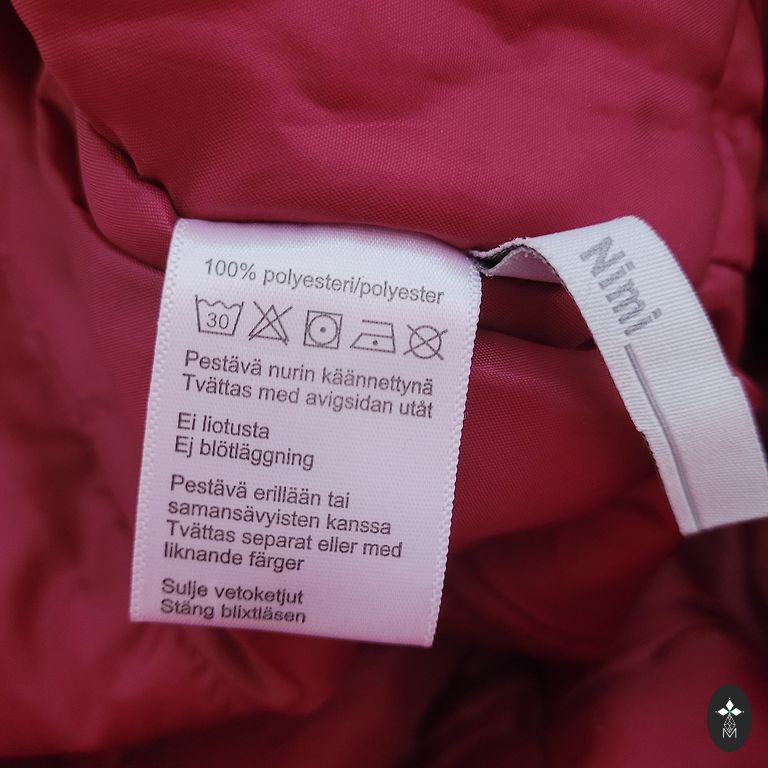 100% polyesteri/polyester
30
Pestävä nurin käännettynä
Tvättas med avigsidan utåt
Ei liotusta
Ej blötläggning
Pestävä erillään tai
samansävyisten kanssa
Tvättas separat eller med
liknande färger
Sulje vetoketjut
Stäng blixtläsen
Nimi
M